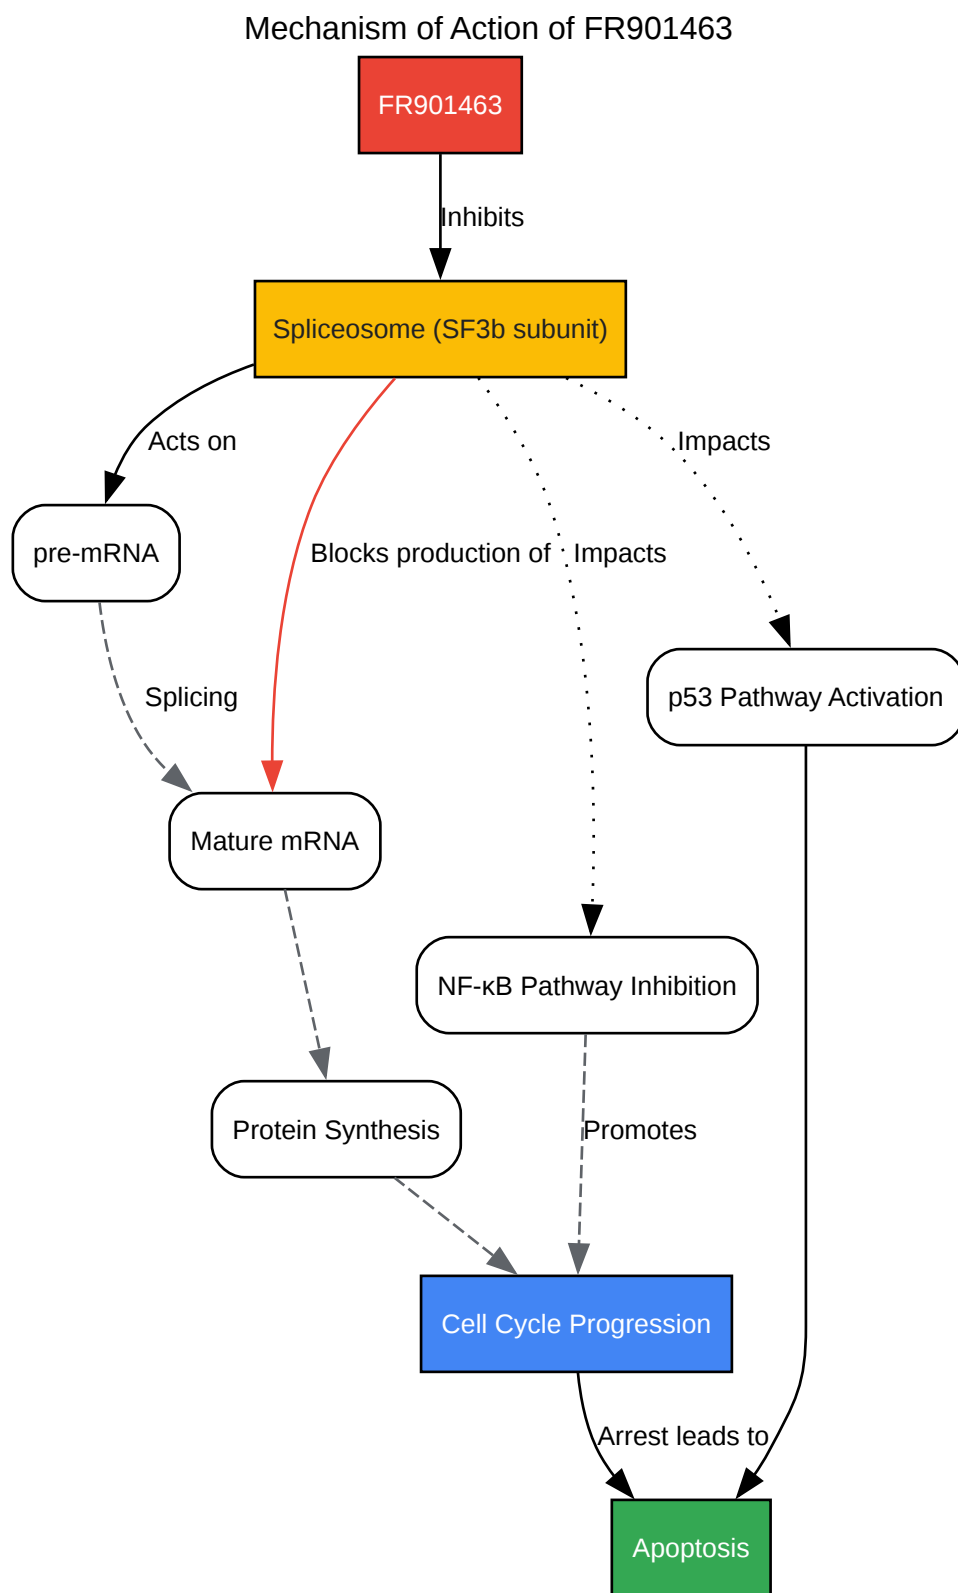 Mechanism of Action of FR901463
FR901463
Inhibits
Spliceosome (SF3b subunit)
Acts on
Impacts
pre-mRNA
Blocks production of
Impacts
Splicing
p53 Pathway Activation
Mature mRNA
NF-κB Pathway Inhibition
Protein Synthesis
Promotes
Cell Cycle Progression
Arrest leads to
Apoptosis